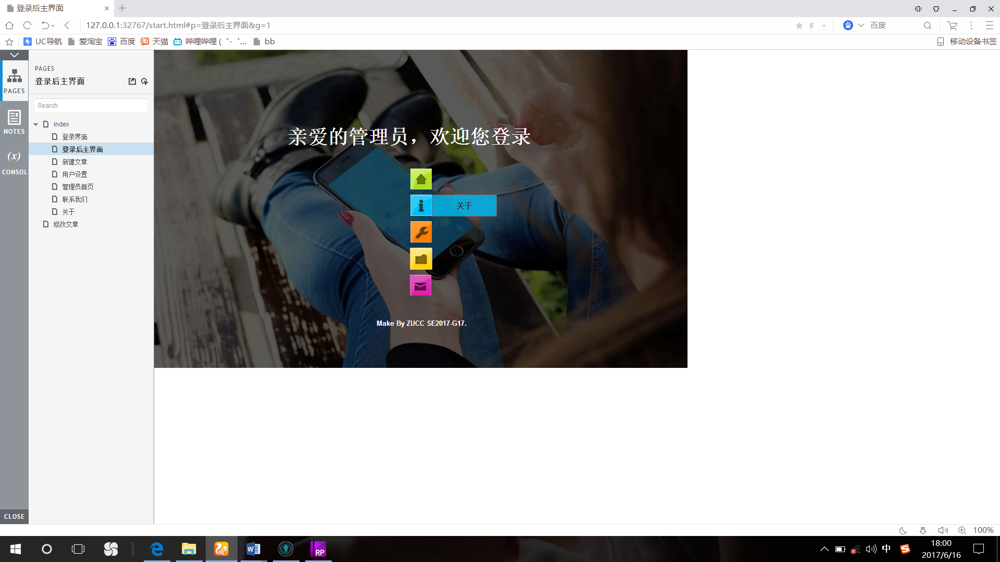 登录后主界面
127.0.0.1:32767/start.html#p=登录后主界面&g=1
百度
UC导航
爱淘宝
百度
天猫
哔哩哔哩 ( ゜- ゜...
bb
移动设备书签
PAGES
NOTES
(x)
CONSOL
CLOSE
PAGES
登录后主界面
Search
index
登录界面
登录后主界面
新建文章
用户设置
管理员首页
联系我们
关于
修改文章
亲爱的管理员，欢迎您登录
关于
Make By ZUCC SE2017-G17.
100%
RP
中
18:00
2017/6/16